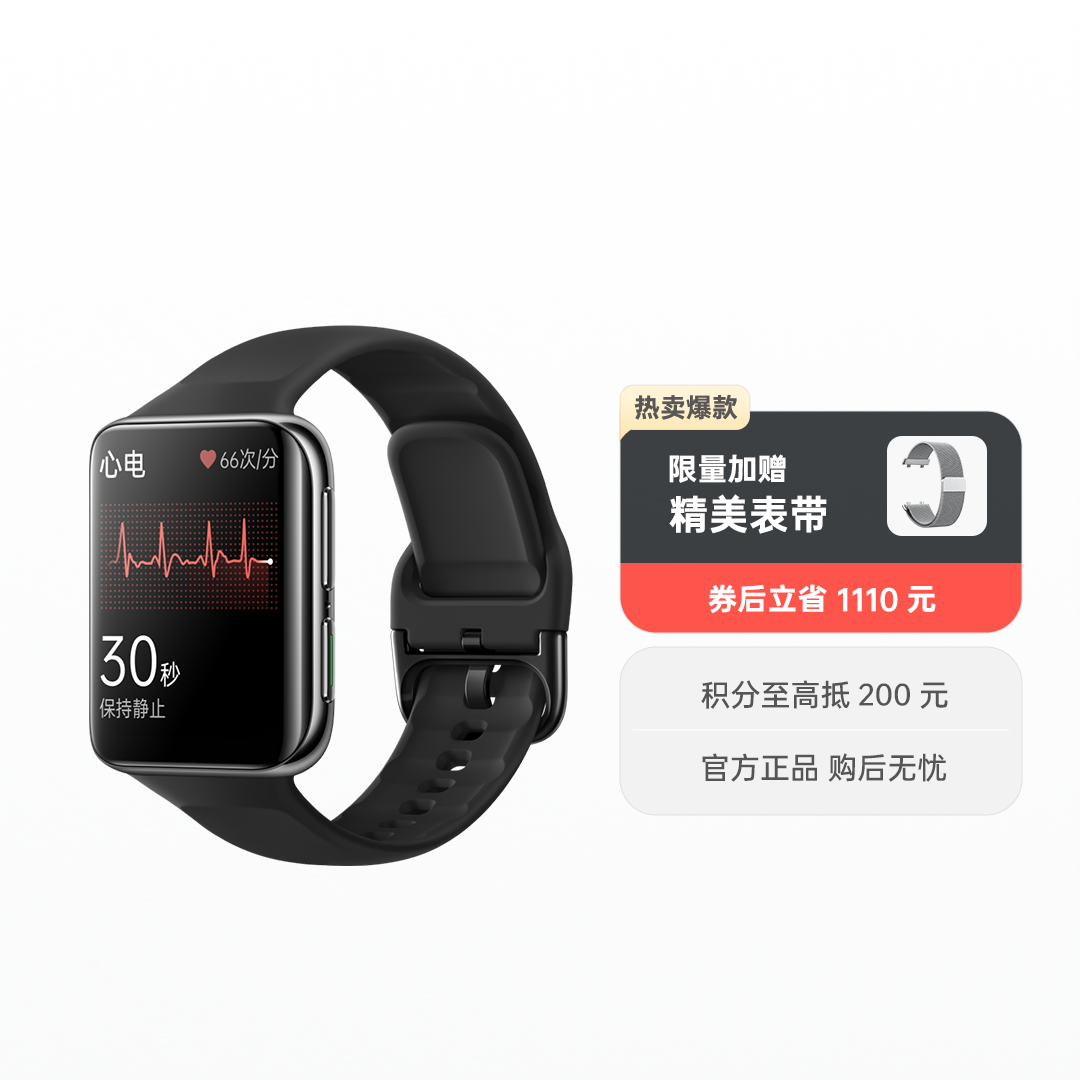 心电 66次/分
30秒
保持静止
热卖爆款
限量加赠
精美表带
券后立省 1110 元
积分至高抵 200 元
官方正品 购后无忧